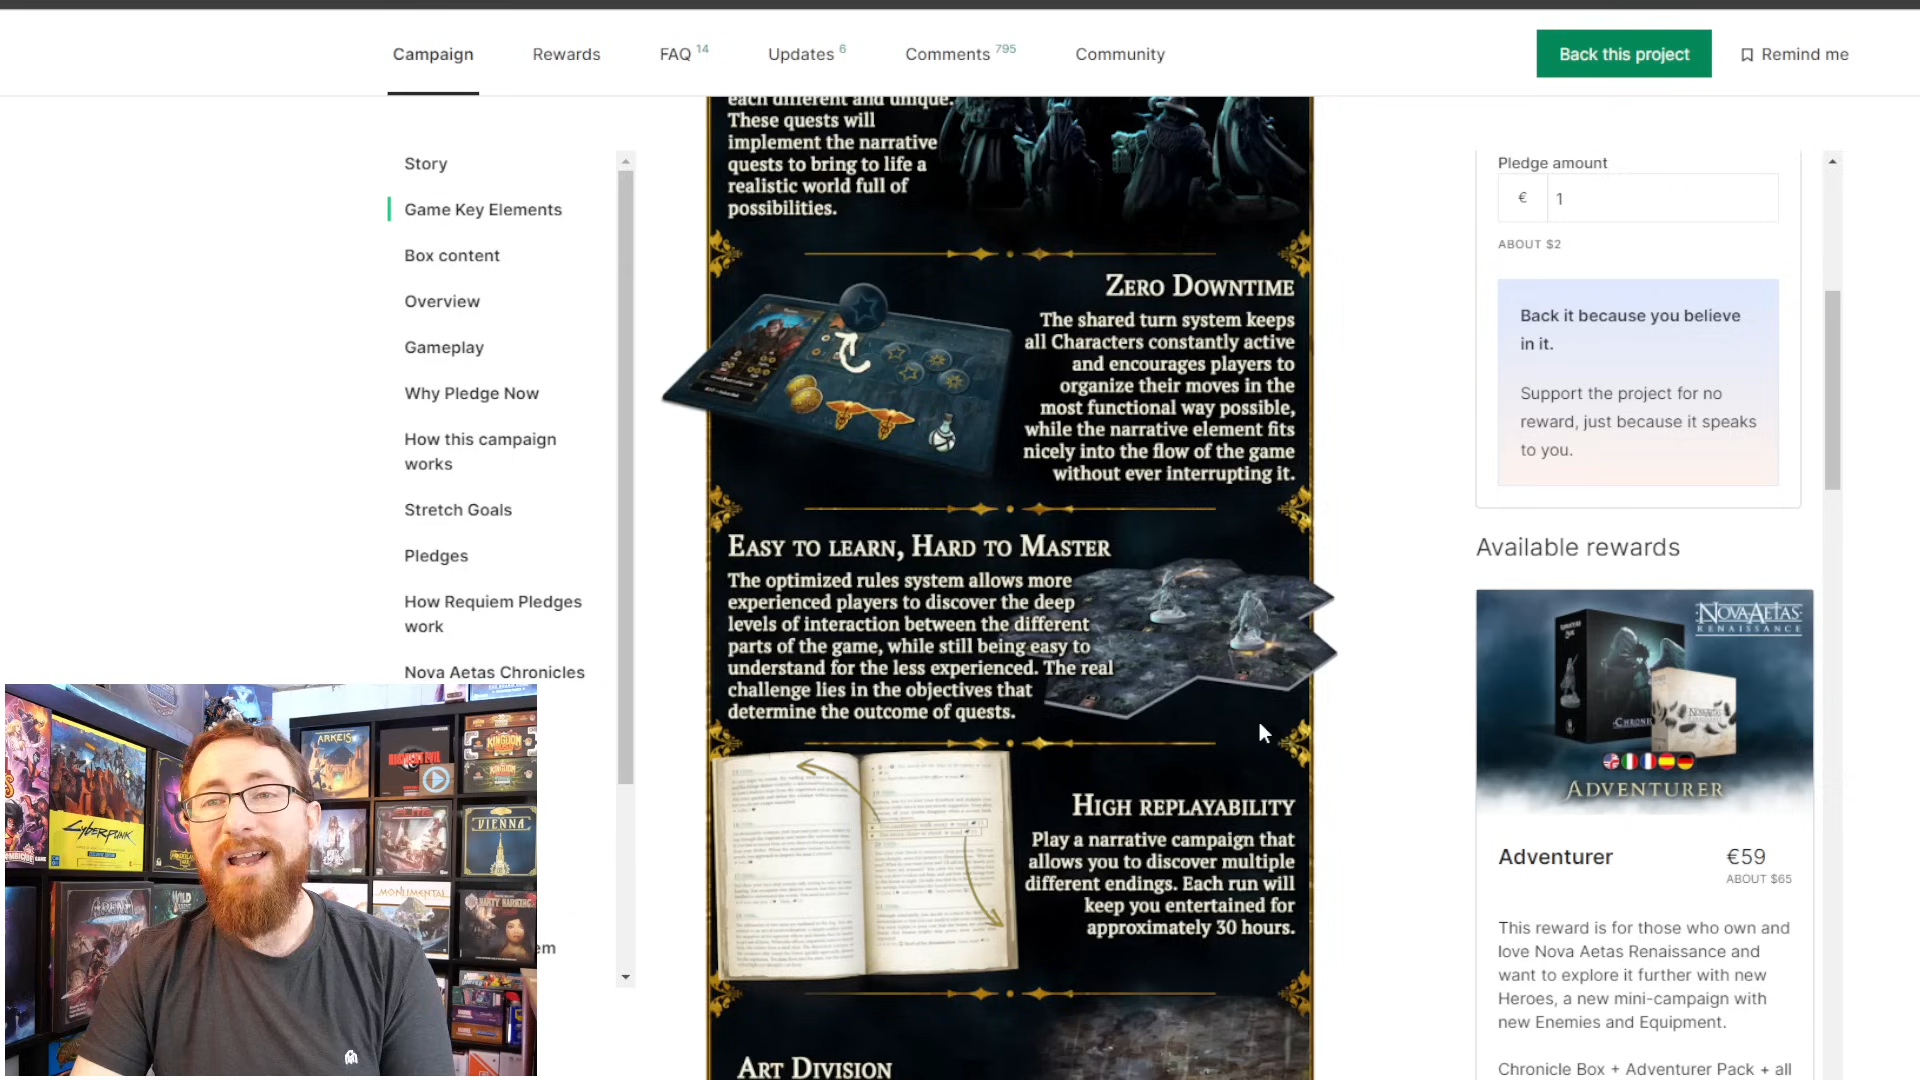 Campaign
Rewards
FAQ 14
Updates 6
Comments 795
Community
Back this project
Remind me
Story
Game Key Elements
Box content
Overview
Gameplay
Why Pledge Now
How this campaign
works
Stretch Goals
Pledges
How Requiem Pledges
work
Nova Aetas Chronicles
em
each different and unique.
These quests will
implement the narrative
quests to bring to life a
realistic world full of
possibilities.
ZERO DOWNTIME
The shared turn system keeps
all Characters constantly active
and encourages players to
organize their moves in the
most functional way possible,
while the narrative element fits
nicely into the flow of the game
without ever interrupting it.
EASY TO LEARN, HARD TO MASTER
The optimized rules system allows more
experienced players to discover the deep
levels of interaction between the different
parts of the game, while still being easy to
understand for the less experienced. The real
challenge lies in the objectives that
determine the outcome of quests.
HIGH REPLAYABILITY
Play a narrative campaign that
allows you to discover multiple
different endings. Each run will
keep you entertained for
approximately 30 hours.
ART DIVISION
Pledge amount
€ 1
ABOUT $2
Back it because you believe
in it.
Support the project for no
reward, just because it speaks
to you.
Available rewards
NOVA AETAS
RENAISSANCE
ADVENTURER
Adventurer €59
ABOUT $65
This reward is for those who own and
love Nova Aetas Renaissance and
want to explore it further with new
Heroes, a new mini-campaign with
new Enemies and Equipment.
Chronicle Box + Adventurer Pack + all
ARKEIS
KINGDOM
CYBERPUNK
VIENNA
MONUMENTAL